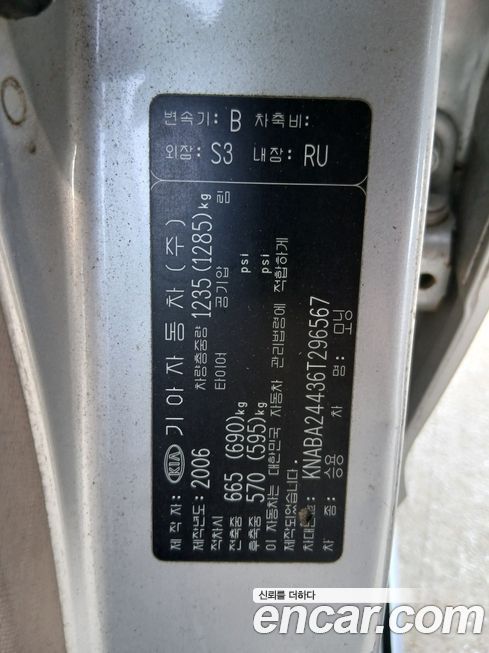 변속기: B 차축비:
외장: S3 내장: RU
제작자: KIA 기아자동차(주)
제작년도: 2006 차량총중량 1235(1285)kg
적차시 타이어 공기압 림
전축중 665 (690)kg psi
후축중 570 (595)kg psi
이 자동차는 대한민국 자동차 관리법령에 적합하게
제작되었습니다.
차대번호: KNABA24436T296567
차 종: 승용 차 명: 모닝
신뢰를 더하다
encar.com